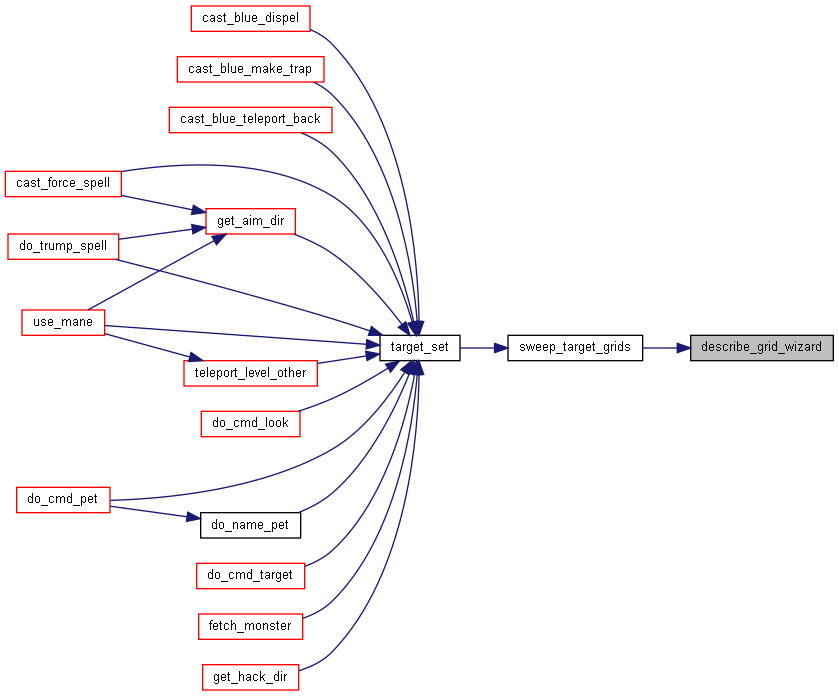 cast_blue_dispel
cast_blue_make_trap
cast_blue_teleport_back
cast_force_spell
get_aim_dir
do_trump_spell
use_mane
target_set
sweep_target_grids
describe_grid_wizard
teleport_level_other
do_cmd_look
do_cmd_pet
do_name_pet
do_cmd_target
fetch_monster
get_hack_dir